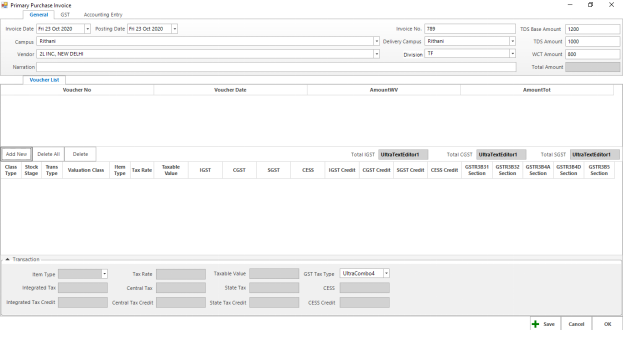 Primary Purchase Invoice
General GST Accounting Entry
Invoice Date Fri 23 Oct 2020 Posting Date Fri 23 Oct 2020 Invoice No. 789 TDS Base Amount 1200
Campus Rithani Delivery Campus Rithani TDS Amount 1000
Vendor 2L INC, NEW DELHI Division TF WCT Amount 800
Narration Total Amount
Voucher List
Voucher No Voucher Date AmountWV AmountTot
Add New Delete All Delete Total IGST UltraTextEditor1 Total CGST UltraTextEditor1 Total SGST UltraTextEditor1
Class Type Stock Stage Trans Type Valuation Class Item Type Tax Rate Taxable Value IGST CGST SGST CESS IGST Credit CGST Credit SGST Credit CESS Credit GSTR3B31 Section GSTR3B32 Section GSTR3B4A Section GSTR3B4D Section GSTR3B5 Section
Transaction
Item Type Tax Rate Taxable Value GST Tax Type UltraCombo4
Integrated Tax Central Tax State Tax CESS
Integrated Tax Credit Central Tax Credit State Tax Credit CESS Credit
Save Cancel OK